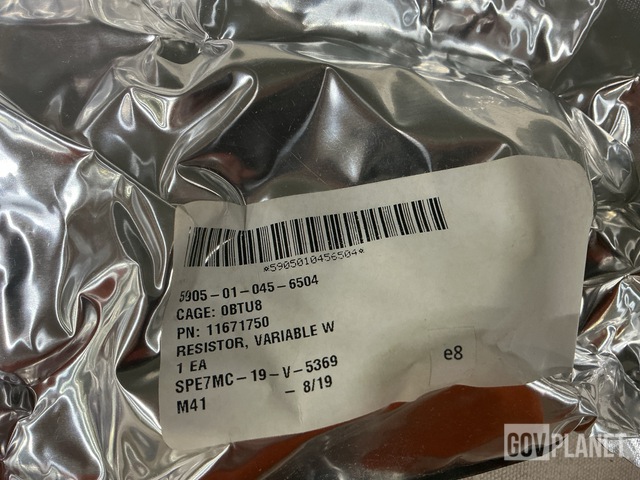 *5905010456504*
5905-01-045-6504
CAGE: 0BTU8
PN: 11671750
RESISTOR, VARIABLE W
1 EA
SPE7MC-19-V-5369
M41 - 8/19
e8
GOVPLANET